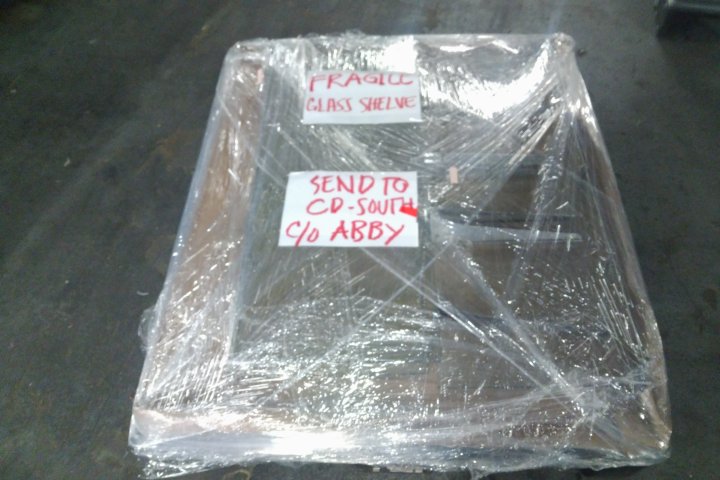 FRAGILE
GLASS SHELVE
SEND TO
CD-SOUTH
C/O ABBY